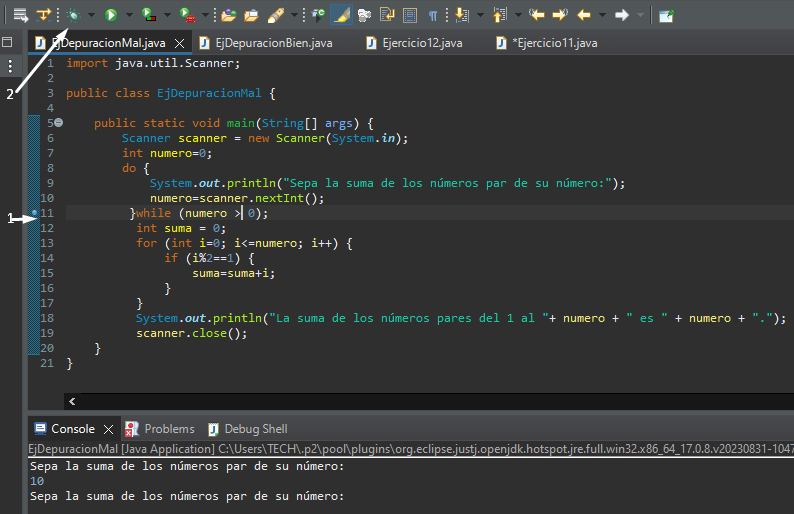 2
EjDepuracionMal.java
EjDepuracionBien.java
Ejercicio12.java
*Ejercicio11.java
1 import java.util.Scanner;
2
3 public class EjDepuracionMal {
4
5 public static void main(String[] args) {
6 Scanner scanner = new Scanner(System.in);
7 int numero=0;
8 do {
9 System.out.println("Sepa la suma de los números par de su número:");
10 numero=scanner.nextInt();
1
11 }while (numero > 0);
12 int suma = 0;
13 for (int i=0; i<=numero; i++) {
14 if (i%2==1) {
15 suma=suma+i;
16 }
17 }
18 System.out.println("La suma de los números pares del 1 al "+ numero + " es " + numero + ".");
19 scanner.close();
20 }
21 }
Console
Problems
Debug Shell
EjDepuracionMal [Java Application] C:\Users\TECH\.p2\pool\plugins\org.eclipse.justj.openjdk.hotspot.jre.full.win32.x86_64_17.0.8.v20230831-1047
Sepa la suma de los números par de su número:
10
Sepa la suma de los números par de su número: